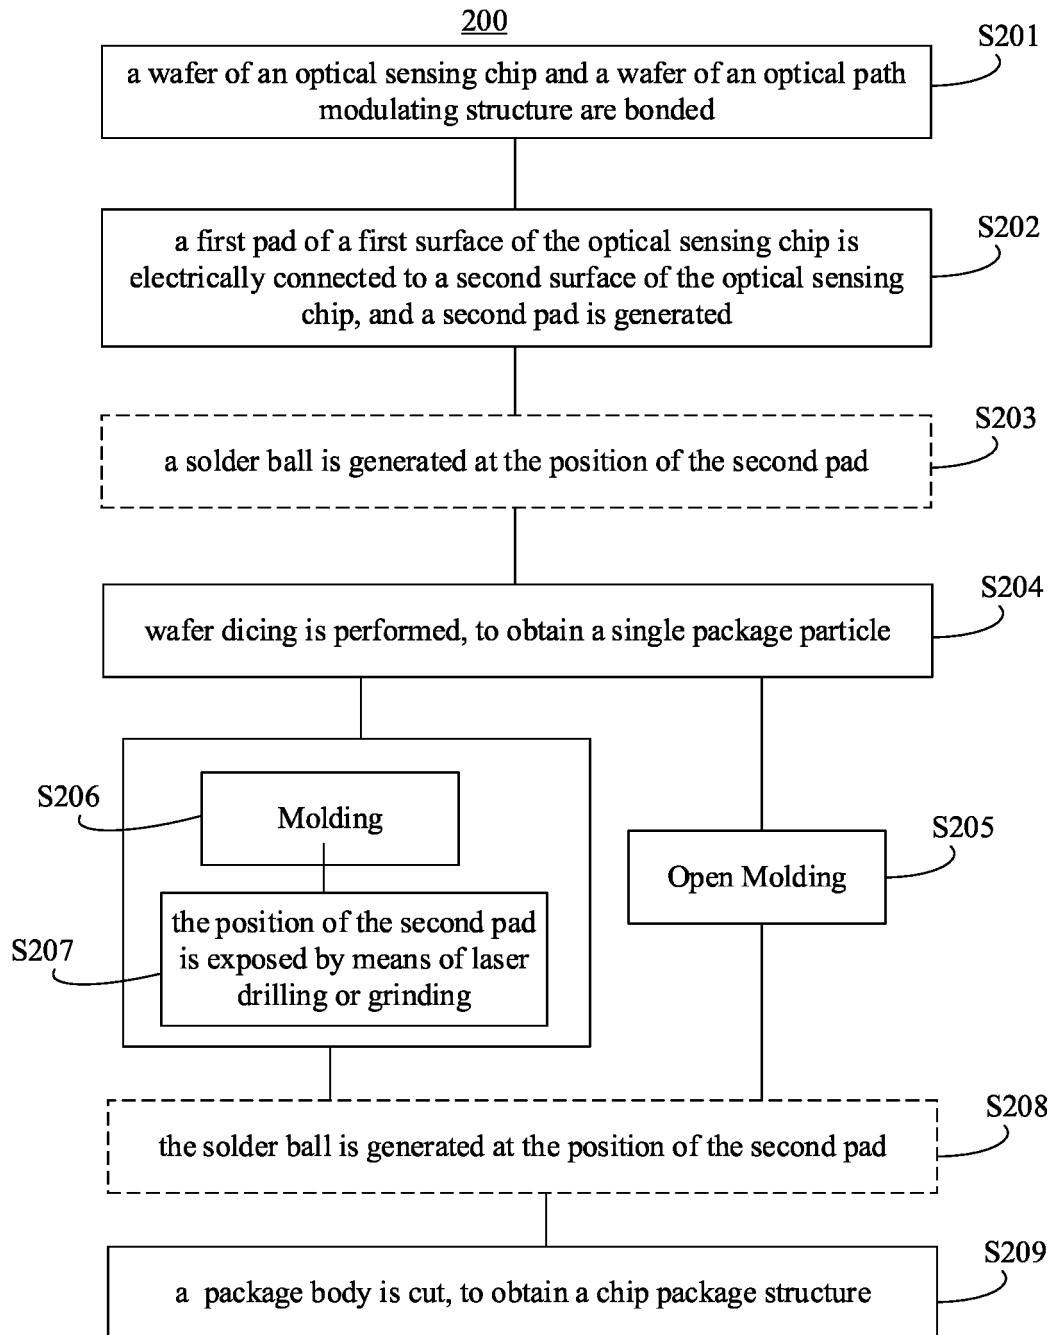 200
S201
a wafer of an optical sensing chip and a wafer of an optical path
modulating structure are bonded
S202
a first pad of a first surface of the optical sensing chip is
electrically connected to a second surface of the optical sensing
chip, and a second pad is generated
S203
a solder ball is generated at the position of the second pad
S204
wafer dicing is performed, to obtain a single package particle
S206
Molding
S205
Open Molding
S207
the position of the second pad
is exposed by means of laser
drilling or grinding
S208
the solder ball is generated at the position of the second pad
S209
a package body is cut, to obtain a chip package structure